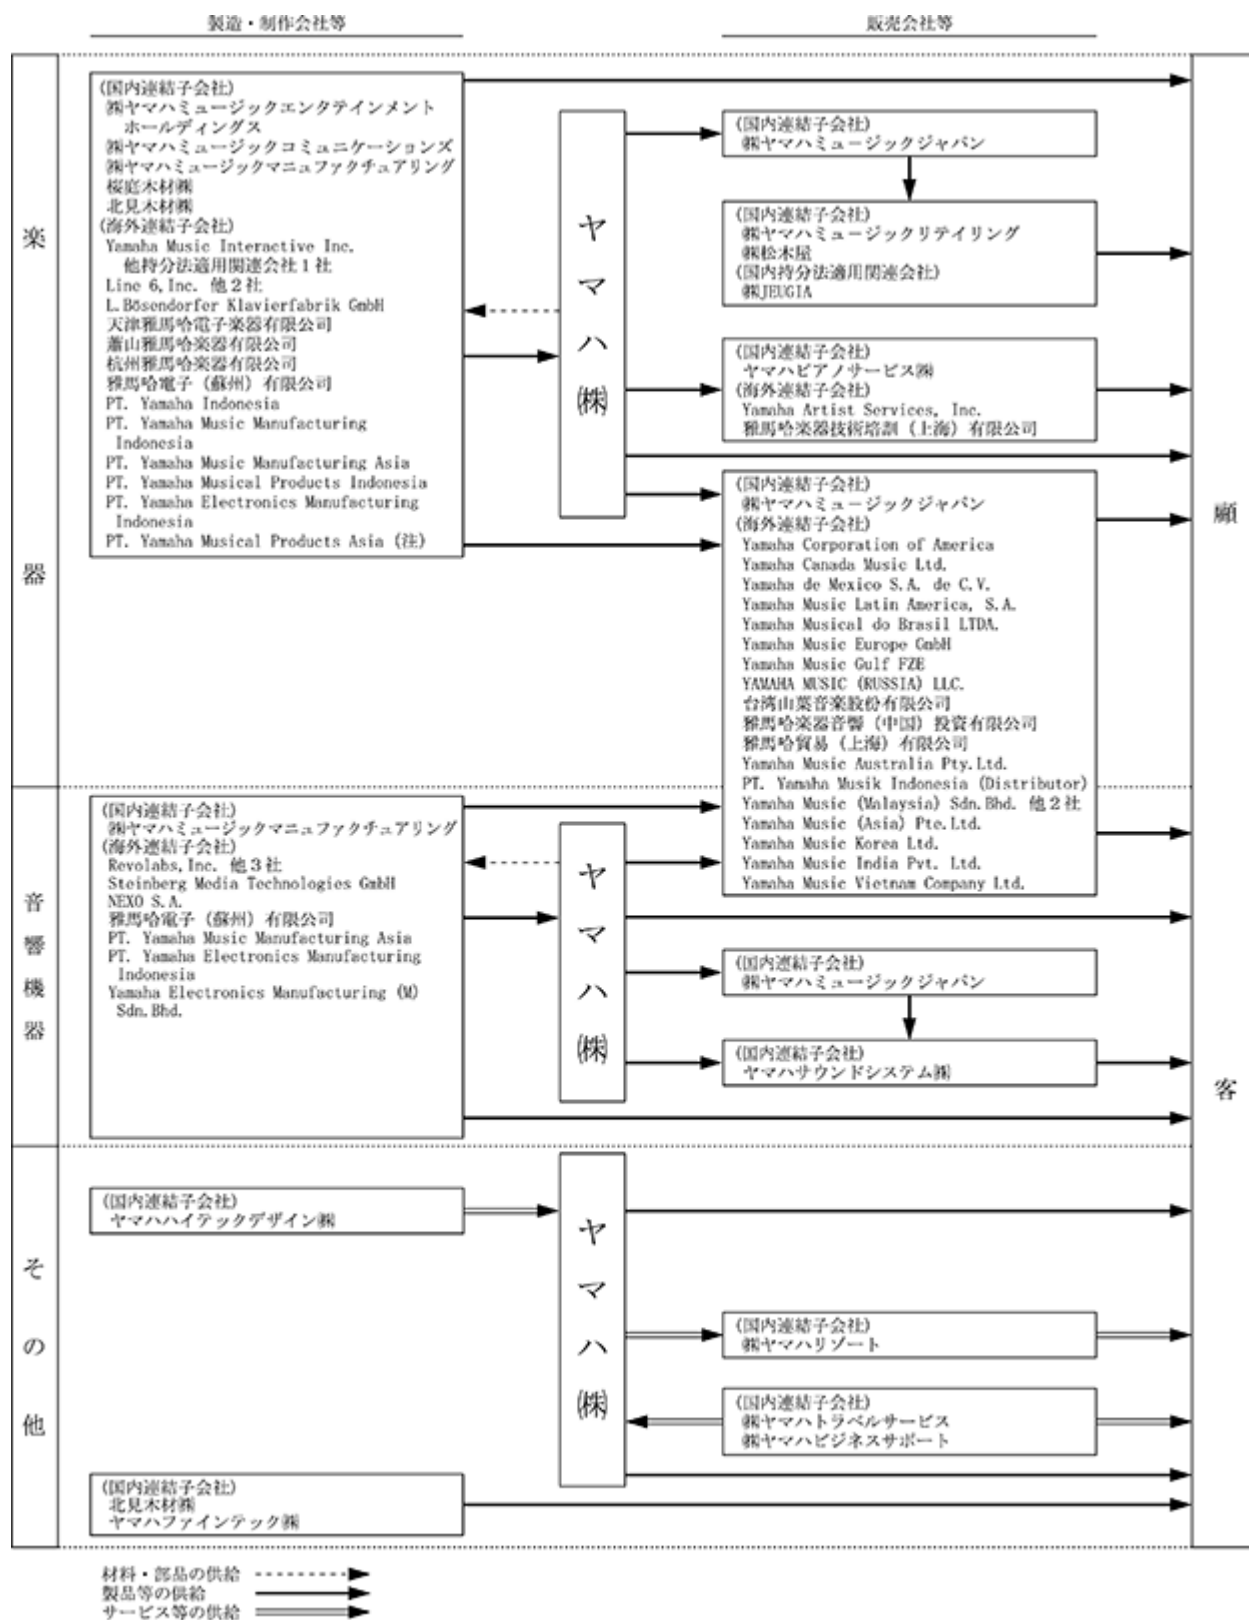 製造・制作会社等
販売会社等
楽器
(国内連結子会社)
㈱ヤマハミュージックエンタテインメント
ホールディングス
㈱ヤマハミュージックコミュニケーションズ
㈱ヤマハミュージックマニュファクチュアリング
桜庭木材㈱
北見木材㈱
(海外連結子会社)
Yamaha Music Interactive Inc.
他持分法適用関連会社1社
Line 6,Inc. 他2社
L.Bösendorfer Klavierfabrik GmbH
天津雅馬哈電子楽器有限公司
蕭山雅馬哈楽器有限公司
杭州雅馬哈楽器有限公司
雅馬哈電子（蘇州）有限公司
PT. Yamaha Indonesia
PT. Yamaha Music Manufacturing
Indonesia
PT. Yamaha Music Manufacturing Asia
PT. Yamaha Musical Products Indonesia
PT. Yamaha Electronics Manufacturing
Indonesia
PT. Yamaha Musical Products Asia (注)
ヤマハ㈱
(国内連結子会社)
㈱ヤマハミュージックジャパン
(国内連結子会社)
㈱ヤマハミュージックリテイリング
㈱松木屋
(国内持分法適用関連会社)
㈱JEUGIA
(国内連結子会社)
ヤマハピアノサービス㈱
(海外連結子会社)
Yamaha Artist Services, Inc.
雅馬哈楽器技術培訓（上海）有限公司
(国内連結子会社)
㈱ヤマハミュージックジャパン
(海外連結子会社)
Yamaha Corporation of America
Yamaha Canada Music Ltd.
Yamaha de Mexico S.A. de C.V.
Yamaha Music Latin America, S.A.
Yamaha Musical do Brasil LTDA.
Yamaha Music Europe GmbH
Yamaha Music Gulf FZE
YAMAHA MUSIC (RUSSIA) LLC.
台湾山葉音楽股份有限公司
雅馬哈楽器音響（中国）投資有限公司
雅馬哈貿易（上海）有限公司
Yamaha Music Australia Pty.Ltd.
PT. Yamaha Musik Indonesia (Distributor)
Yamaha Music (Malaysia) Sdn.Bhd. 他2社
Yamaha Music (Asia) Pte.Ltd.
Yamaha Music Korea Ltd.
Yamaha Music India Pvt. Ltd.
Yamaha Music Vietnam Company Ltd.
顧客
音響機器
(国内連結子会社)
㈱ヤマハミュージックマニュファクチュアリング
(海外連結子会社)
Revolabs,Inc. 他3社
Steinberg Media Technologies GmbH
NEXO S.A.
雅馬哈電子（蘇州）有限公司
PT. Yamaha Music Manufacturing Asia
PT. Yamaha Electronics Manufacturing
Indonesia
Yamaha Electronics Manufacturing (M)
Sdn.Bhd.
ヤマハ㈱
(国内連結子会社)
㈱ヤマハミュージックジャパン
(国内連結子会社)
ヤマハサウンドシステム㈱
その他
(国内連結子会社)
ヤマハハイテックデザイン㈱
ヤマハ㈱
(国内連結子会社)
㈱ヤマハリゾート
(国内連結子会社)
㈱ヤマハトラベルサービス
㈱ヤマハビジネスサポート
(国内連結子会社)
北見木材㈱
ヤマハファインテック㈱
材料・部品の供給
製品等の供給
サービス等の供給